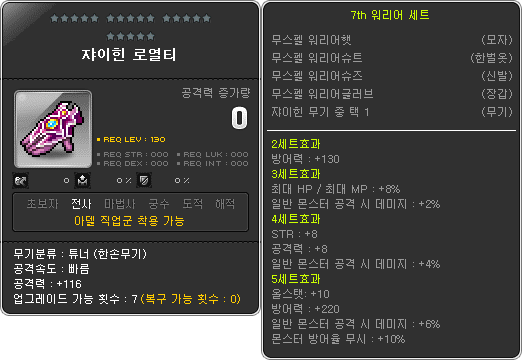 쟈이힌 로열티
공격력 증가량
0
REQ LEV : 130
REQ STR : 000
REQ LUK : 000
REQ DEX : 000
REQ INT : 000
0
0 %
0 %
초보자 전사 마법사 궁수 도적 해적
아델 직업군 착용 가능
무기분류 : 튜너 (한손무기)
공격속도 : 빠름
공격력 : +116
업그레이드 가능 횟수 : 7 (복구 가능 횟수 : 0)
7th 워리어 세트
무스펠 워리어햇 (모자)
무스펠 워리어슈트 (한벌옷)
무스펠 워리어슈즈 (신발)
무스펠 워리어글러브 (장갑)
쟈이힌 무기 중 택 1 (무기)
2세트효과
방어력 : +130
3세트효과
최대 HP / 최대 MP : +8%
일반 몬스터 공격 시 데미지 : +2%
4세트효과
STR : +8
공격력 : +8
일반 몬스터 공격 시 데미지 : +4%
5세트효과
올스탯: +10
방어력 : +220
일반 몬스터 공격 시 데미지 : +6%
몬스터 방어율 무시 : +10%